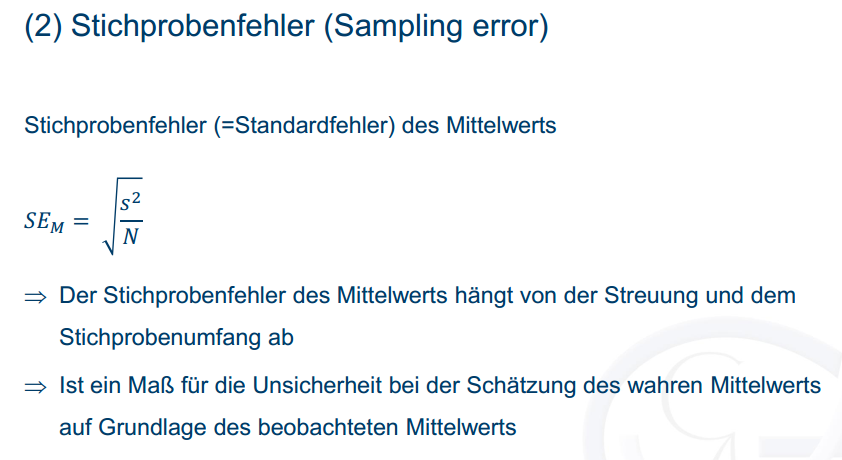 (2) Stichprobenfehler (Sampling error)
Stichprobenfehler (=Standardfehler) des Mittelwerts
SE_M = √(s²/N)
⇒ Der Stichprobenfehler des Mittelwerts hängt von der Streuung und dem
Stichprobenumfang ab
⇒ Ist ein Maß für die Unsicherheit bei der Schätzung des wahren Mittelwerts
auf Grundlage des beobachteten Mittelwerts